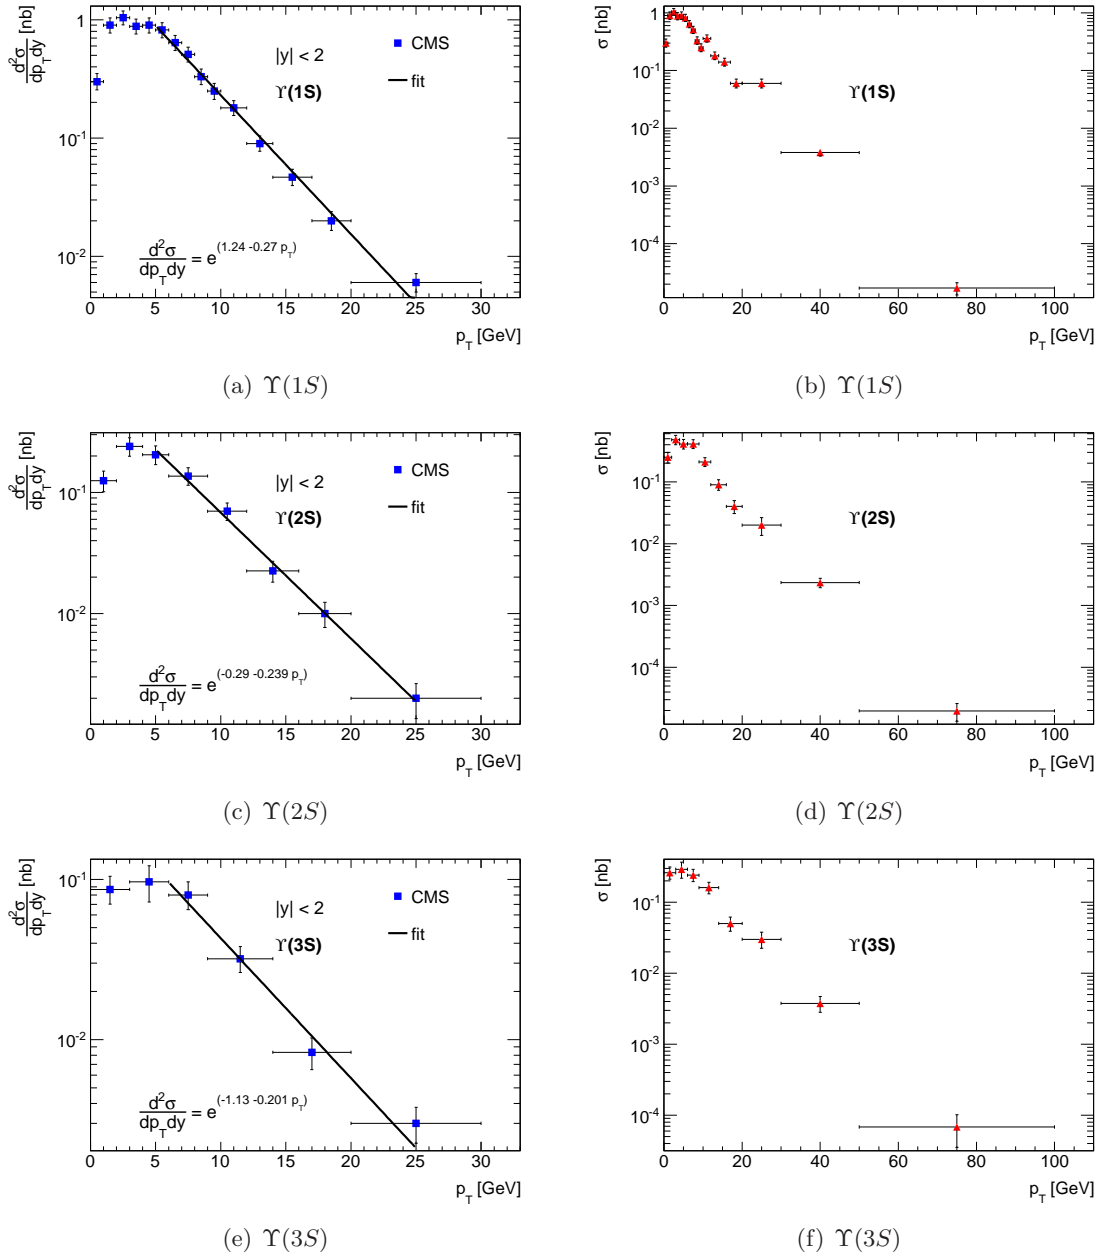 d²σ/dp_T dy [nb]
1
10⁻¹
10⁻²
|y| < 2
ϒ(1S)
CMS
fit
d²σ/dp_T dy = e^(1.24 -0.27 p_T)
0 5 10 15 20 25 30
p_T [GeV]
(a) ϒ(1S)
σ [nb]
1
10⁻¹
10⁻²
10⁻³
10⁻⁴
ϒ(1S)
0 20 40 60 80 100
p_T [GeV]
(b) ϒ(1S)
d²σ/dp_T dy [nb]
10⁻¹
10⁻²
|y| < 2
ϒ(2S)
CMS
fit
d²σ/dp_T dy = e^(-0.29 -0.239 p_T)
0 5 10 15 20 25 30
p_T [GeV]
(c) ϒ(2S)
σ [nb]
10⁻¹
10⁻²
10⁻³
10⁻⁴
ϒ(2S)
0 20 40 60 80 100
p_T [GeV]
(d) ϒ(2S)
d²σ/dp_T dy [nb]
10⁻¹
10⁻²
|y| < 2
ϒ(3S)
CMS
fit
d²σ/dp_T dy = e^(-1.13 -0.201 p_T)
0 5 10 15 20 25 30
p_T [GeV]
(e) ϒ(3S)
σ [nb]
10⁻¹
10⁻²
10⁻³
10⁻⁴
ϒ(3S)
0 20 40 60 80 100
p_T [GeV]
(f) ϒ(3S)